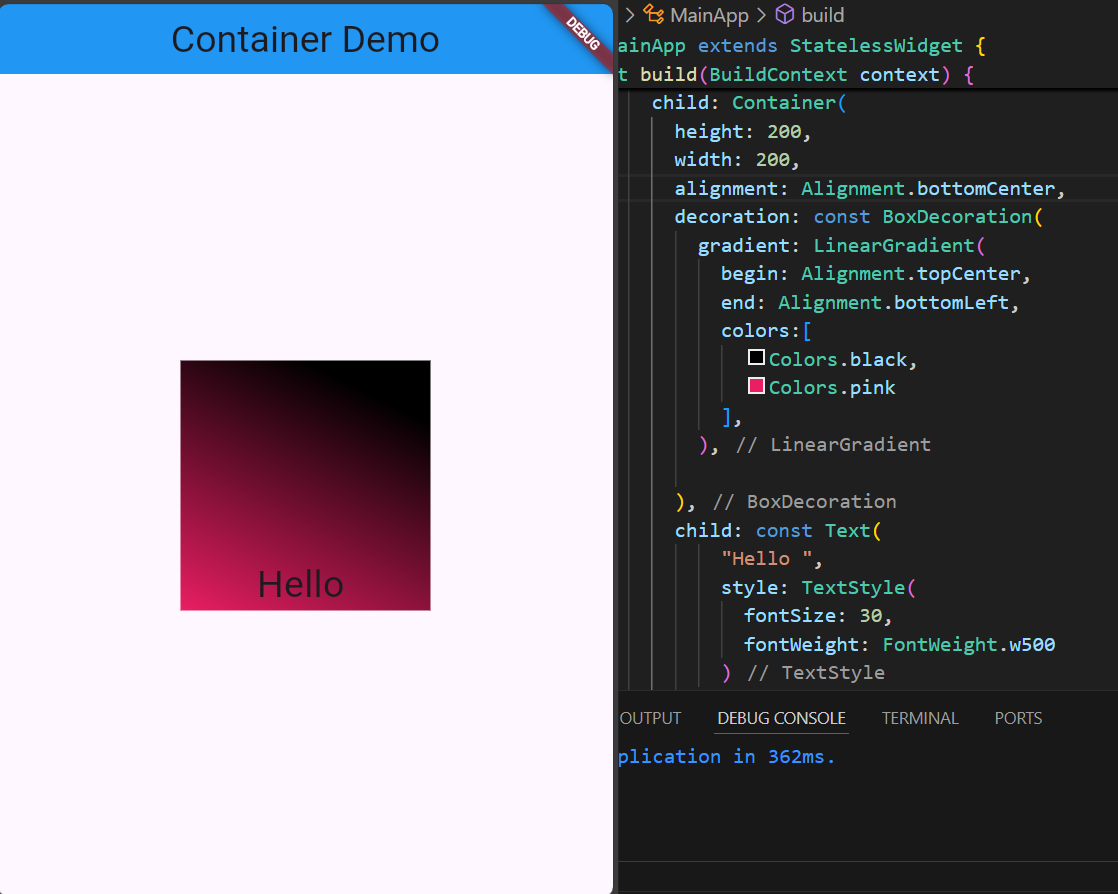 Container Demo
DEBUG
Hello
> MainApp > build
ainApp extends StatelessWidget {
t build(BuildContext context) {
child: Container(
height: 200,
width: 200,
alignment: Alignment.bottomCenter,
decoration: const BoxDecoration(
gradient: LinearGradient(
begin: Alignment.topCenter,
end: Alignment.bottomLeft,
colors:[
Colors.black,
Colors.pink
],
), // LinearGradient
), // BoxDecoration
child: const Text(
"Hello ",
style: TextStyle(
fontSize: 30,
fontWeight: FontWeight.w500
) // TextStyle
OUTPUT DEBUG CONSOLE TERMINAL PORTS
plication in 362ms.